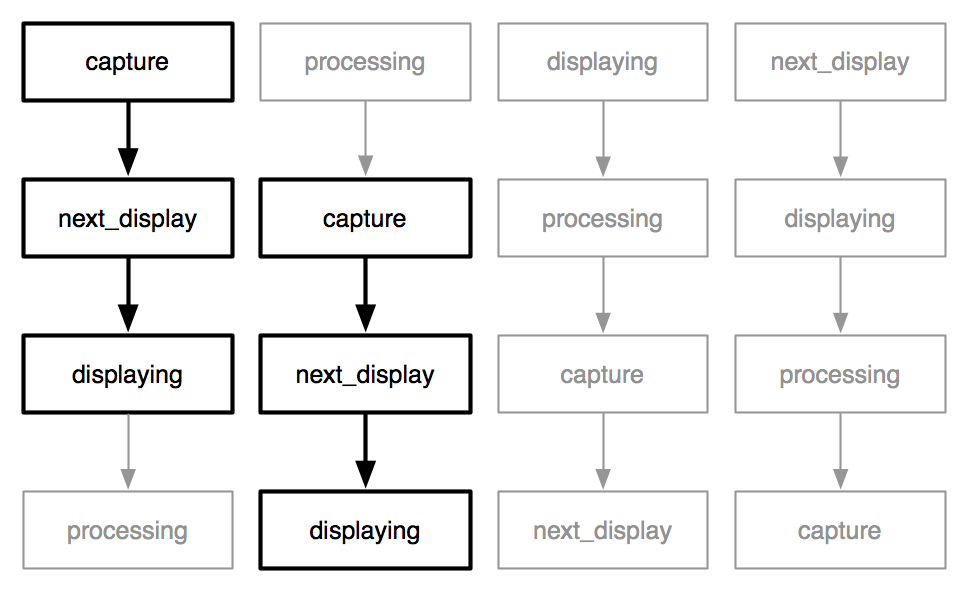 capture
processing
displaying
next_display
next_display
capture
processing
displaying
displaying
next_display
capture
processing
processing
displaying
next_display
capture